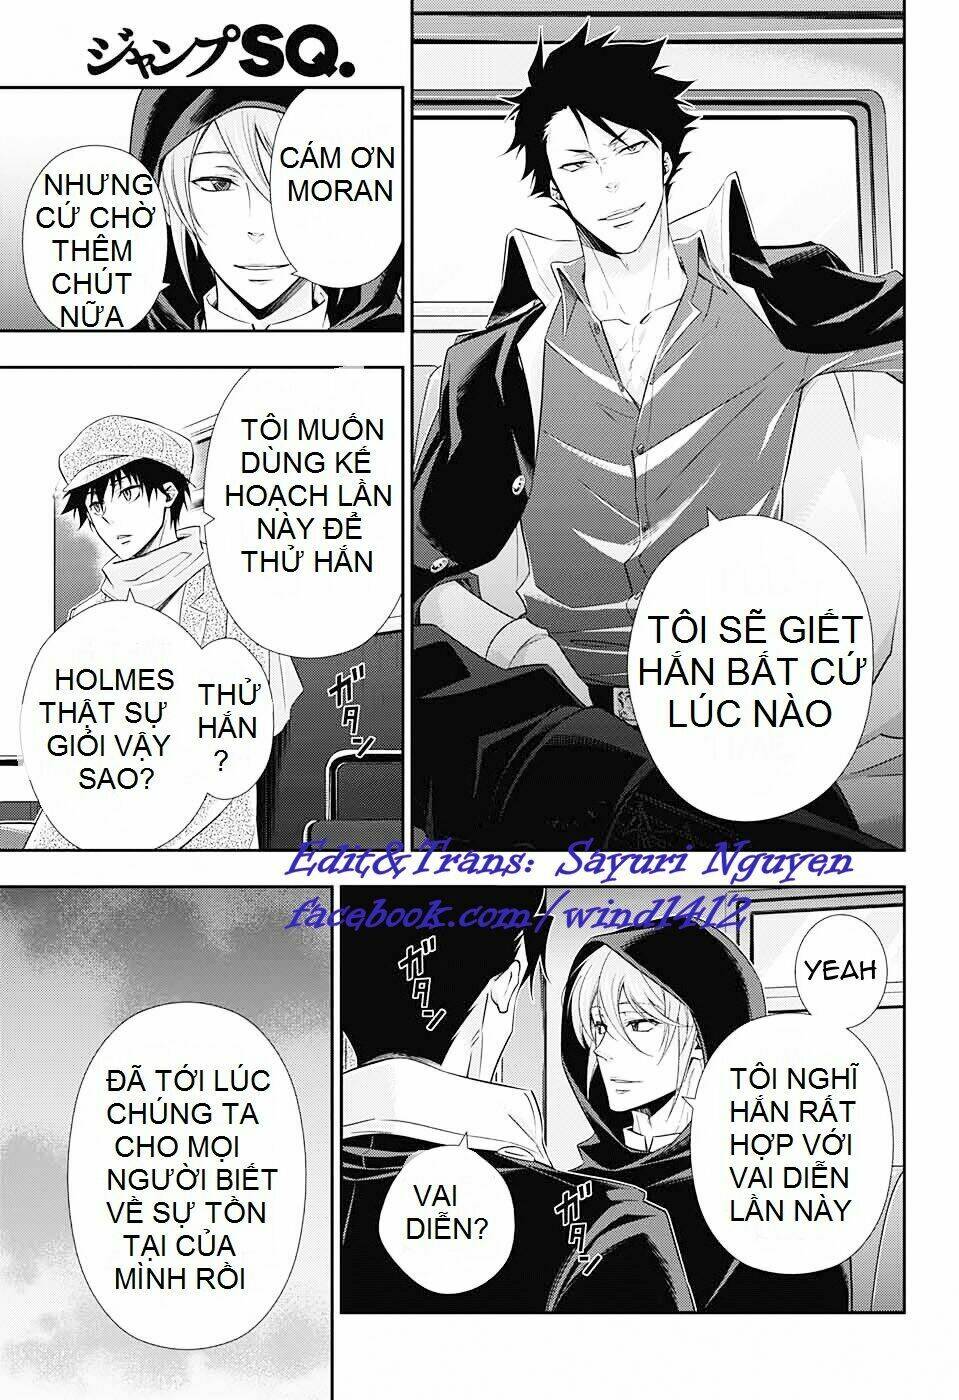 ジャンプSQ.
TÔI SẼ GIẾT
HẮN BẤT CỨ
LÚC NÀO
CÁM ƠN
MORAN
NHƯNG
CỨ CHỜ
THÊM
CHÚT
NỮA
TÔI MUỐN
DÙNG KẾ
HOẠCH LẦN
NÀY ĐỂ
THỬ HẮN
THỬ
HẮN
?
HOLMES
THẬT SỰ
GIỎI VẬY
SAO?
ガタン
Edit&Trans: Sayuri Nguyen
facebook.com/wind1412
YEAH
TÔI NGHĨ
HẮN RẤT
HỢP VỚI
VAI DIỄN
LẦN NÀY
ガタン
VAI
DIỄN?
ガタン
ĐÃ TỚI LÚC
CHÚNG TA
CHO MỌI
NGƯỜI BIẾT
VỀ SỰ TỒN
TẠI CỦA
MÌNH RỒI